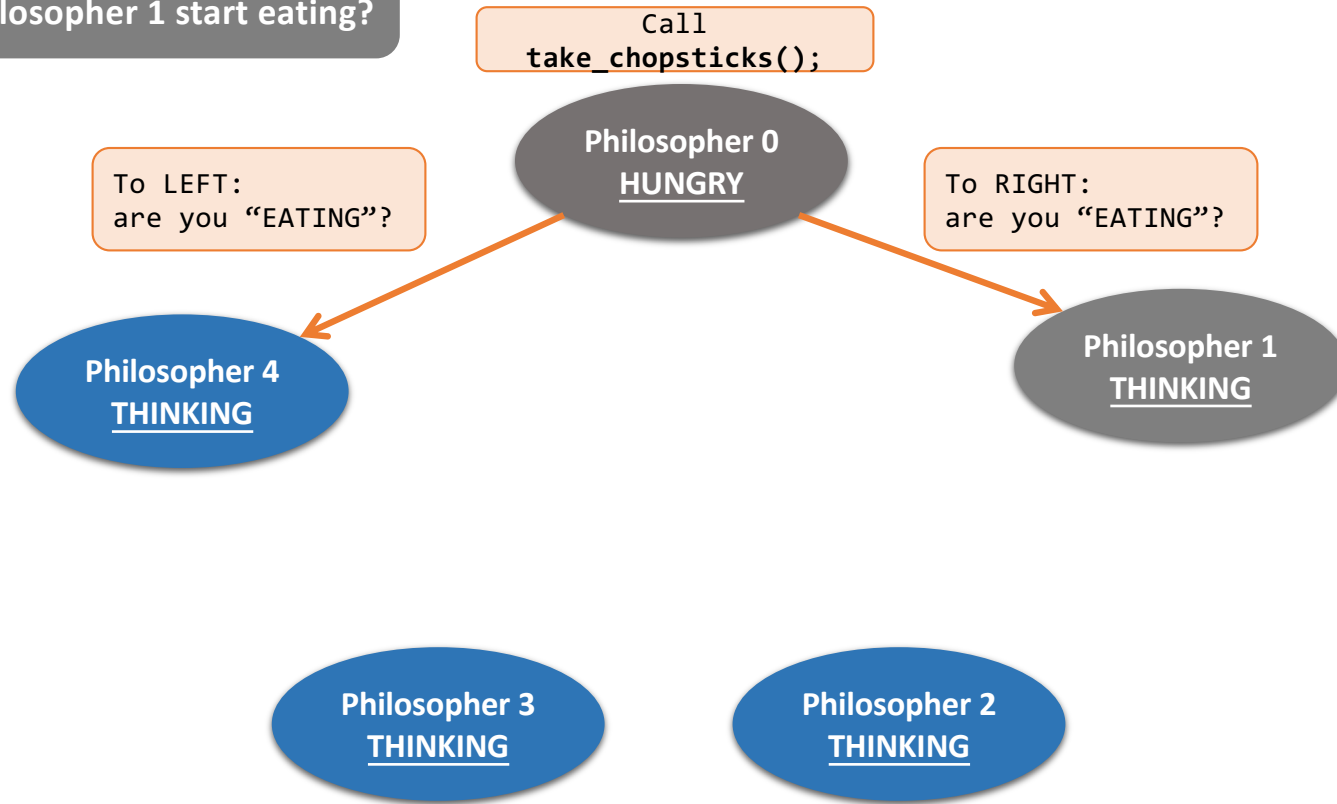 losopher 1 start eating?
Call
take_chopsticks();
Philosopher 0
HUNGRY
To LEFT:
are you “EATING”?
To RIGHT:
are you “EATING”?
Philosopher 4
THINKING
Philosopher 1
THINKING
Philosopher 3
THINKING
Philosopher 2
THINKING